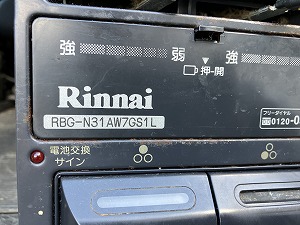 強 弱 強
押-開
Rinnai
RBG-N31AW7GS1L
フリーダイヤル
0120-0
電池交換
サイン